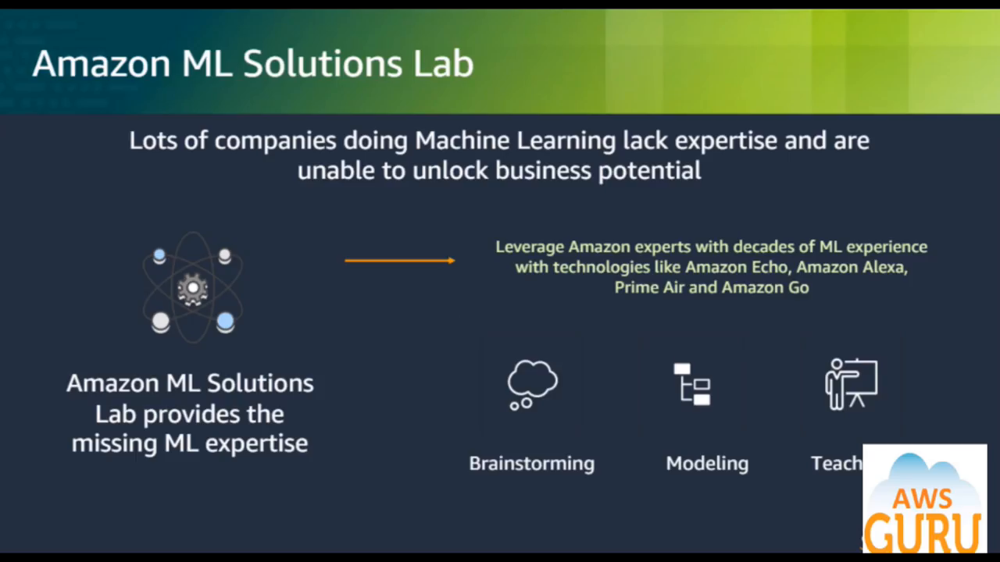 Amazon ML Solutions Lab
Lots of companies doing Machine Learning lack expertise and are
unable to unlock business potential
Leverage Amazon experts with decades of ML experience
with technologies like Amazon Echo, Amazon Alexa,
Prime Air and Amazon Go
Amazon ML Solutions
Lab provides the
missing ML expertise
Brainstorming
Modeling
Teach
AWS
GURU